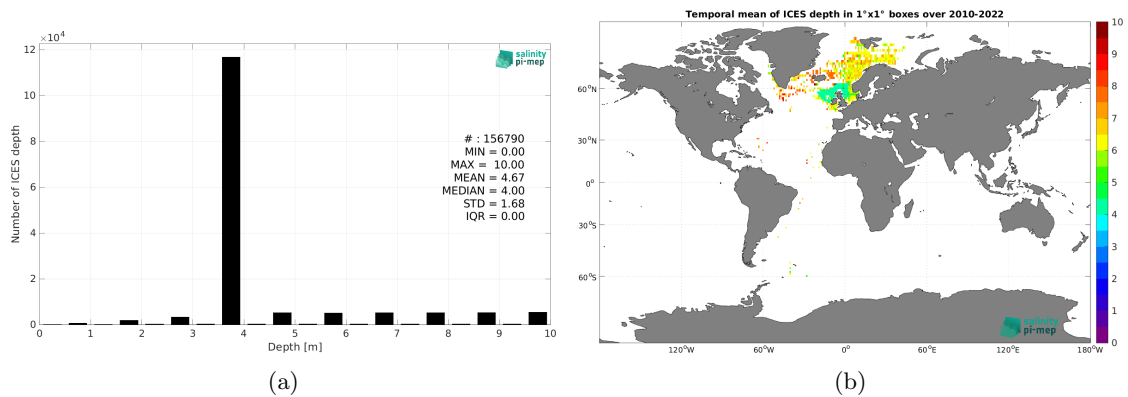 ×10⁴
12
10
8
6
4
2
0
Number of ICES depth
0 1 2 3 4 5 6 7 8 9 10
Depth [m]
salinity
pi-mep
# : 156790
MIN = 0.00
MAX = 10.00
MEAN = 4.67
MEDIAN = 4.00
STD = 1.68
IQR = 0.00
(a)
Temporal mean of ICES depth in 1°x1° boxes over 2010-2022
60°N
30°N
0°
30°S
60°S
120°W 60°W 0° 60°E 120°E 180°W
salinity
pi-mep
10
9
8
7
6
5
4
3
2
1
0
(b)